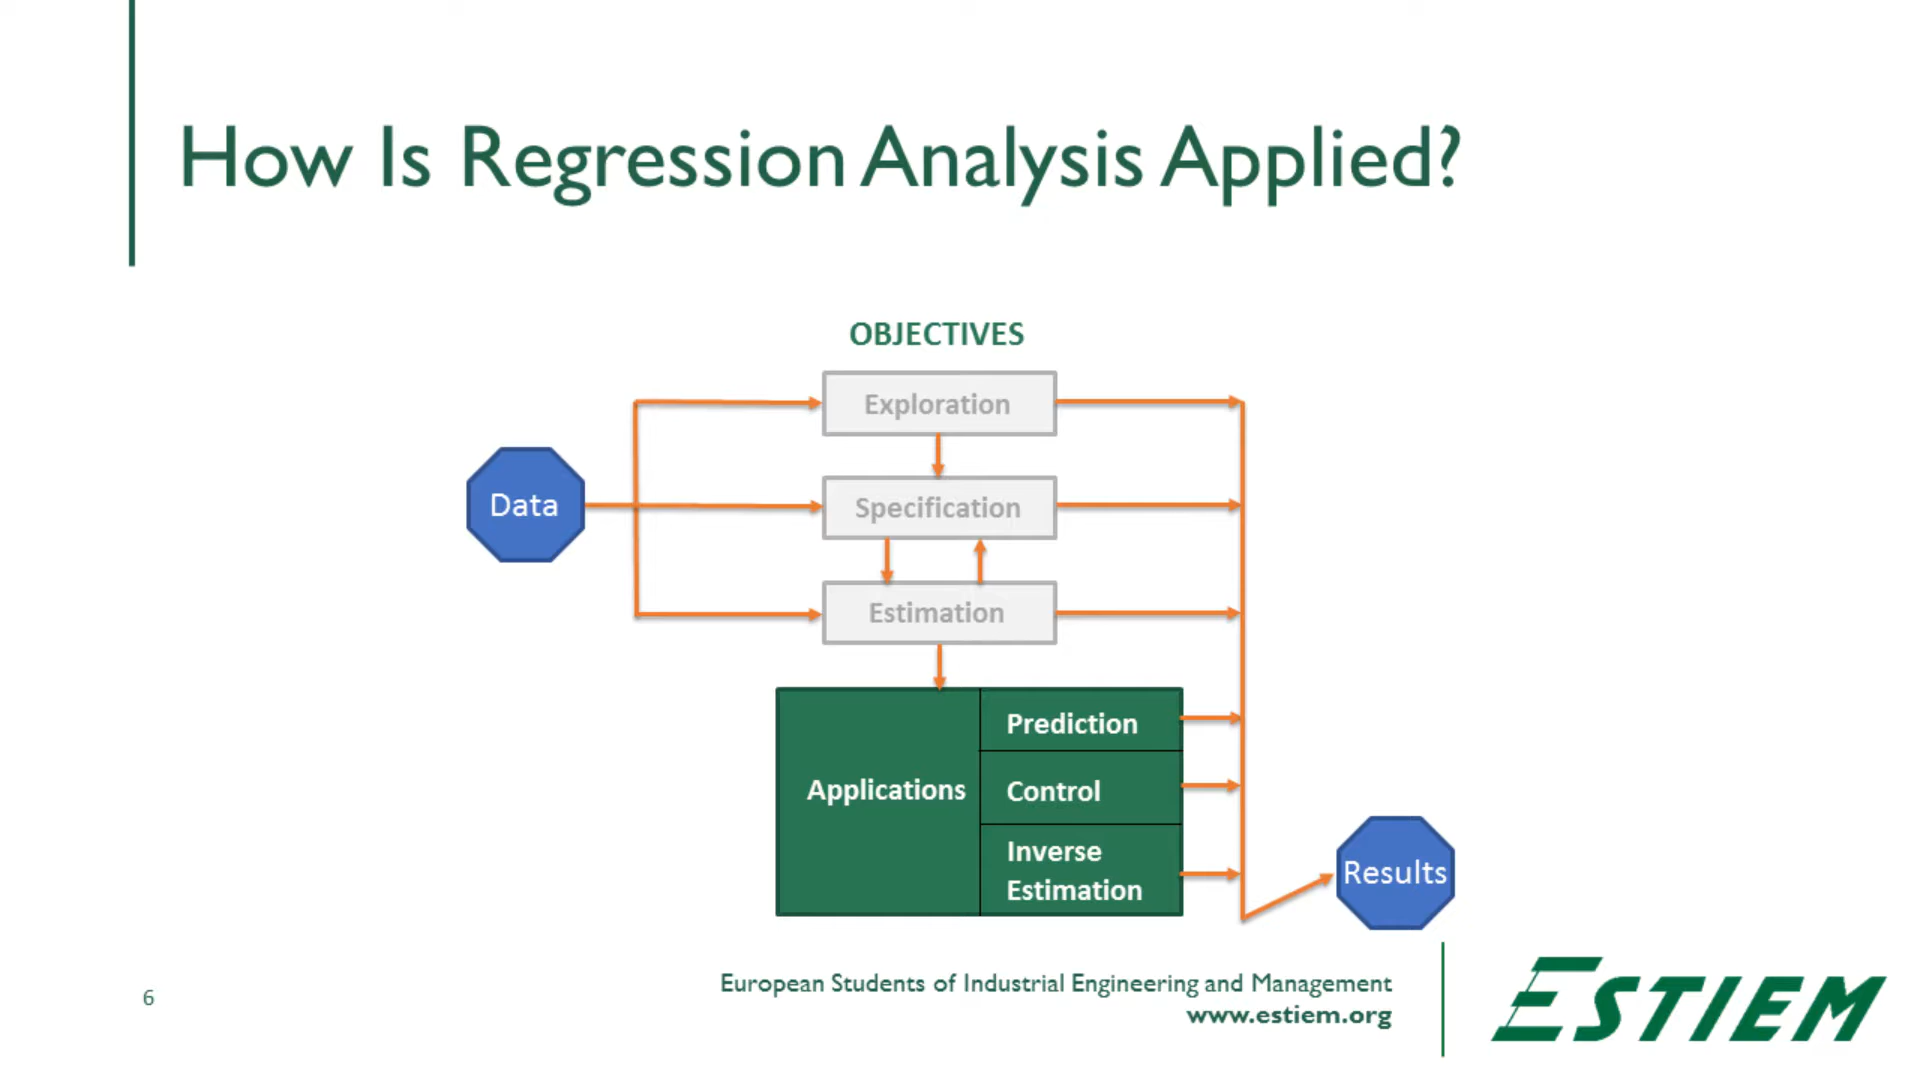 How Is Regression Analysis Applied?
OBJECTIVES
Exploration
Data
Specification
Estimation
Prediction
Applications
Control
Inverse
Estimation
Results
European Students of Industrial Engineering and Management
www.estiem.org
6
ESTIEM